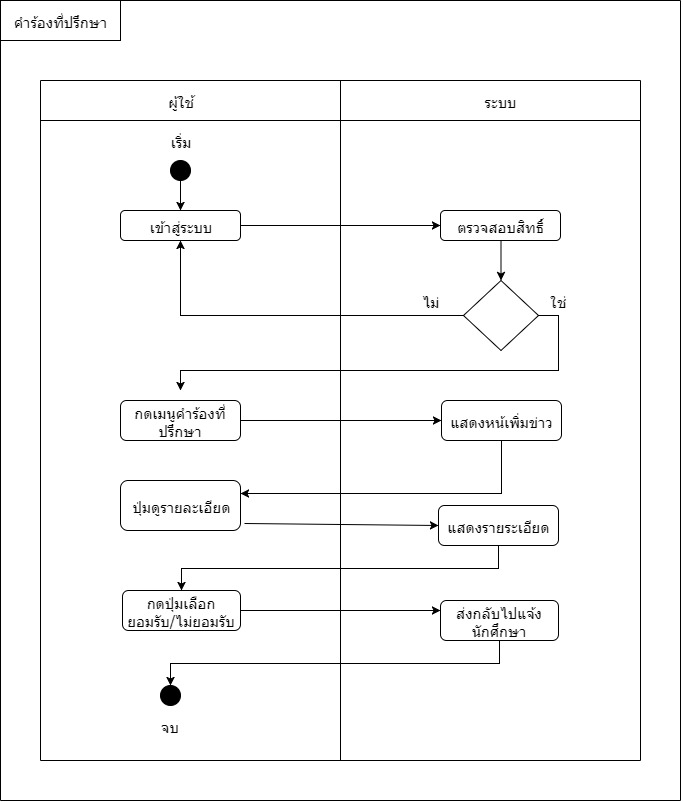 คำร้องที่ปรึกษา
ผู้ใช้
ระบบ
เริ่ม
เข้าสู่ระบบ
ตรวจสอบสิทธิ์
ไม่
ใช่
กดเมนูคำร้องที่
ปรึกษา
แสดงหน้เพิ่มข่าว
ปุ่มดูรายละเอียด
แสดงรายระเอียด
กดปุ่มเลือก
ยอมรับ/ไม่ยอมรับ
ส่งกลับไปแจ้ง
นักศึกษา
จบ